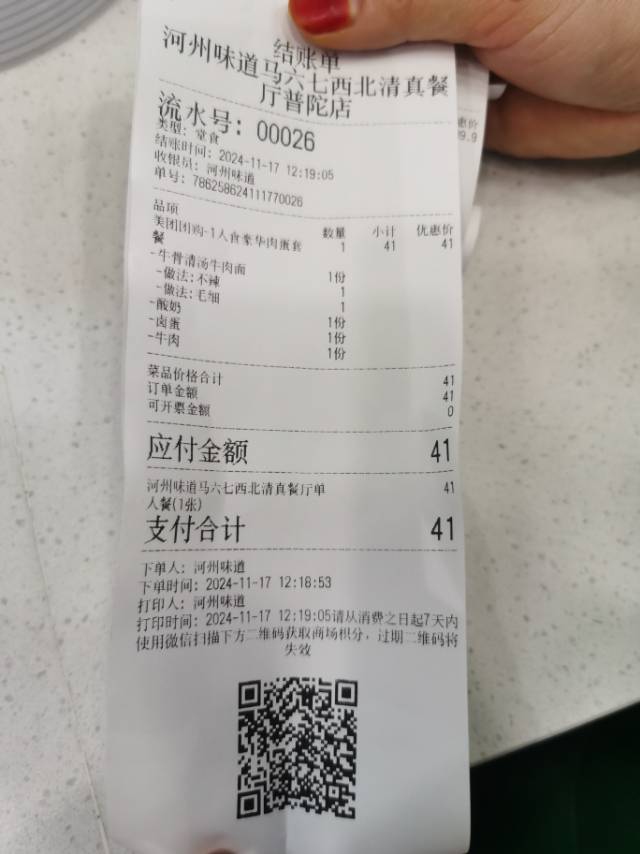 结账单
河州味道马六七西北清真餐
厅普陀店
流水号: 00026
类型: 堂食
结账时间: 2024-11-17 12:19:05
收银员: 河州味道
单号: 786258624111770026
品项 数量 小计 优惠价
美团团购-1人食豪华肉蛋套 1 41 41
餐
-牛骨清汤牛肉面 1份
-做法:不辣 1
-做法:毛细 1
-酸奶 1份
-卤蛋 1份
-牛肉 1份
菜品价格合计 41
订单金额 41
可开票金额 0
应付金额 41
河州味道马六七西北清真餐厅单 41
人餐(1张)
支付合计 41
下单人: 河州味道
下单时间: 2024-11-17 12:18:53
打印人: 河州味道
打印时间: 2024-11-17 12:19:05请从消费之日起7天内
使用微信扫描下方二维码获取商场积分，过期二维码将
失效
惠价
9.9